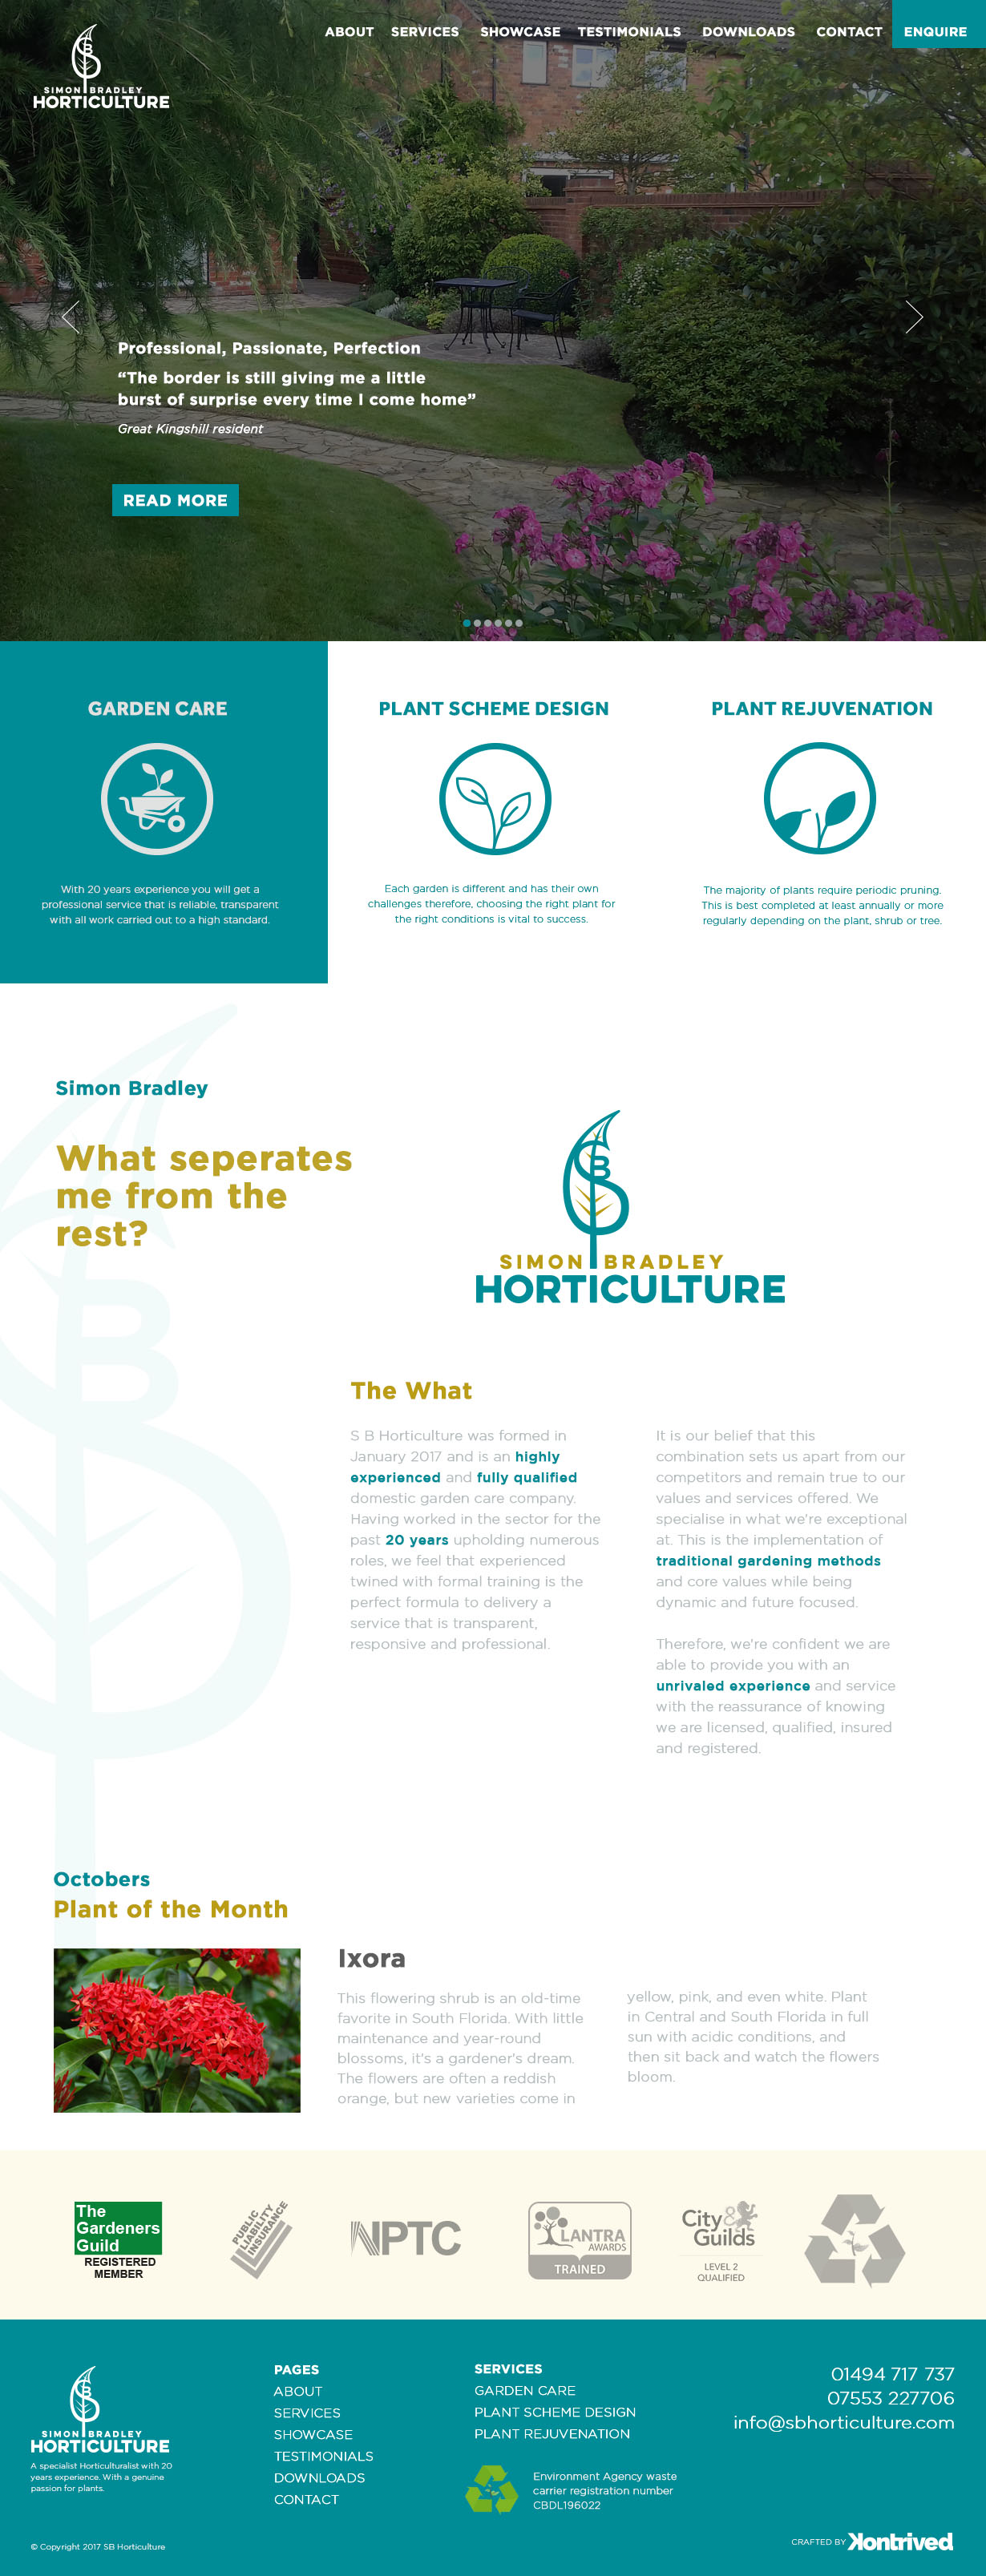 ABOUT SERVICES SHOWCASE TESTIMONIALS DOWNLOADS CONTACT ENQUIRE
SB
SIMON BRADLEY
HORTICULTURE
Professional, Passionate, Perfection
“The border is still giving me a little
burst of surprise every time I come home”
Great Kingshill resident
READ MORE
GARDEN CARE
With 20 years experience you will get a
professional service that is reliable, transparent
with all work carried out to a high standard.
PLANT SCHEME DESIGN
Each garden is different and has their own
challenges therefore, choosing the right plant for
the right conditions is vital to success.
PLANT REJUVENATION
The majority of plants require periodic pruning.
This is best completed at least annually or more
regularly depending on the plant, shrub or tree.
Simon Bradley
What seperates
me from the
rest?
SB
SIMON BRADLEY
HORTICULTURE
The What
S B Horticulture was formed in
January 2017 and is an highly
experienced and fully qualified
domestic garden care company.
Having worked in the sector for the
past 20 years upholding numerous
roles, we feel that experienced
twined with formal training is the
perfect formula to delivery a
service that is transparent,
responsive and professional.
It is our belief that this
combination sets us apart from our
competitors and remain true to our
values and services offered. We
specialise in what we're exceptional
at. This is the implementation of
traditional gardening methods
and core values while being
dynamic and future focused.
Therefore, we're confident we are
able to provide you with an
unrivaled experience and service
with the reassurance of knowing
we are licensed, qualified, insured
and registered.
Octobers
Plant of the Month
Ixora
This flowering shrub is an old-time
favorite in South Florida. With little
maintenance and year-round
blossoms, it's a gardener's dream.
The flowers are often a reddish
orange, but new varieties come in
yellow, pink, and even white. Plant
in Central and South Florida in full
sun with acidic conditions, and
then sit back and watch the flowers
bloom.
The
Gardeners
Guild
REGISTERED
MEMBER
PUBLIC
LIABILITY
INSURANCE
NPTC
LANTRA
AWARDS
TRAINED
City &
Guilds
LEVEL 2
QUALIFIED
SB
SIMON BRADLEY
HORTICULTURE
A specialist Horticulturalist with 20
years experience. With a genuine
passion for plants.
© Copyright 2017 SB Horticulture
PAGES
ABOUT
SERVICES
SHOWCASE
TESTIMONIALS
DOWNLOADS
CONTACT
SERVICES
GARDEN CARE
PLANT SCHEME DESIGN
PLANT REJUVENATION
Environment Agency waste
carrier registration number
CBDL196022
01494 717 737
07553 227706
info@sbhorticulture.com
CRAFTED BY Kontrived